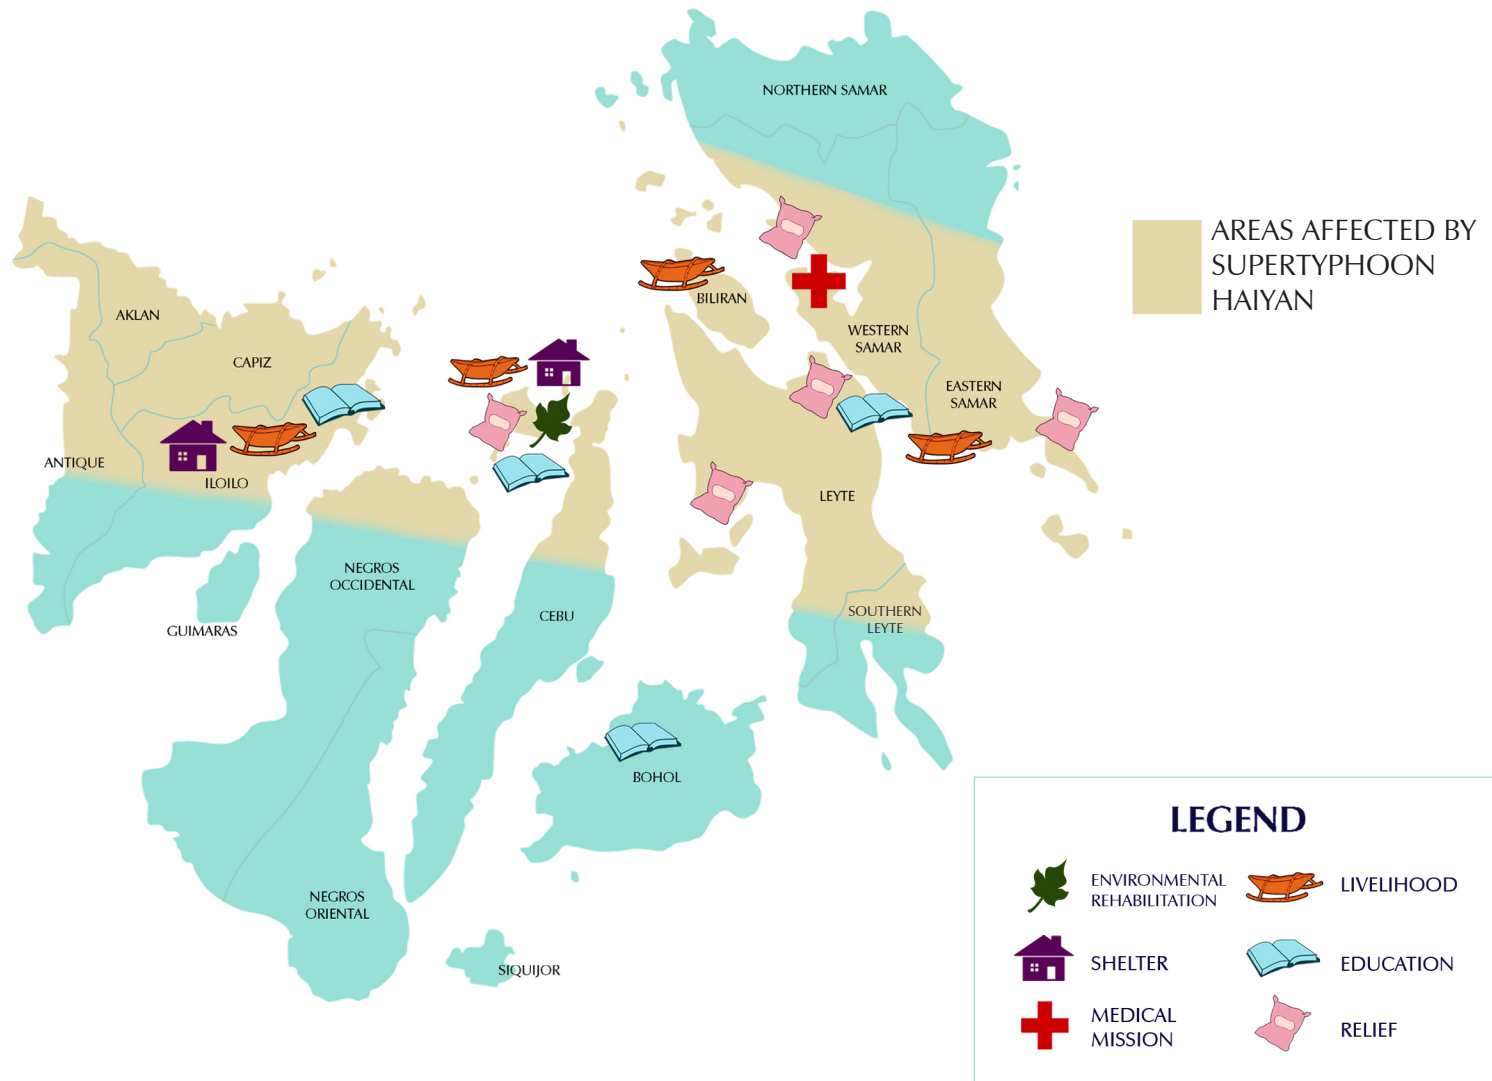 NORTHERN SAMAR
AREAS AFFECTED BY
SUPERTYPHOON
HAIYAN
BILIRAN
AKLAN
WESTERN
SAMAR
CAPIZ
EASTERN
SAMAR
ANTIQUE
ILOILO
LEYTE
NEGROS
OCCIDENTAL
CEBU
SOUTHERN
LEYTE
GUIMARAS
BOHOL
NEGROS
ORIENTAL
SIQUIJOR
LEGEND
ENVIRONMENTAL
REHABILITATION
LIVELIHOOD
SHELTER
EDUCATION
MEDICAL
MISSION
RELIEF